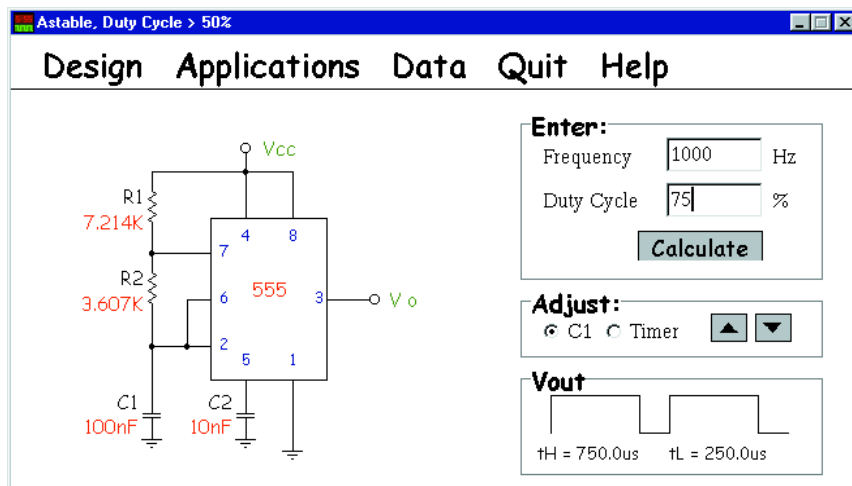 Astable, Duty Cycle > 50%
Design Applications Data Quit Help
Vcc
R1
7.214K
R2
3.607K
4 8
7
6
2
555
3
5 1
V o
C1
100nF
C2
10nF
Enter:
Frequency 1000 Hz
Duty Cycle 75 %
Calculate
Adjust:
C1 Timer
Vout
tH = 750.0us tL = 250.0us